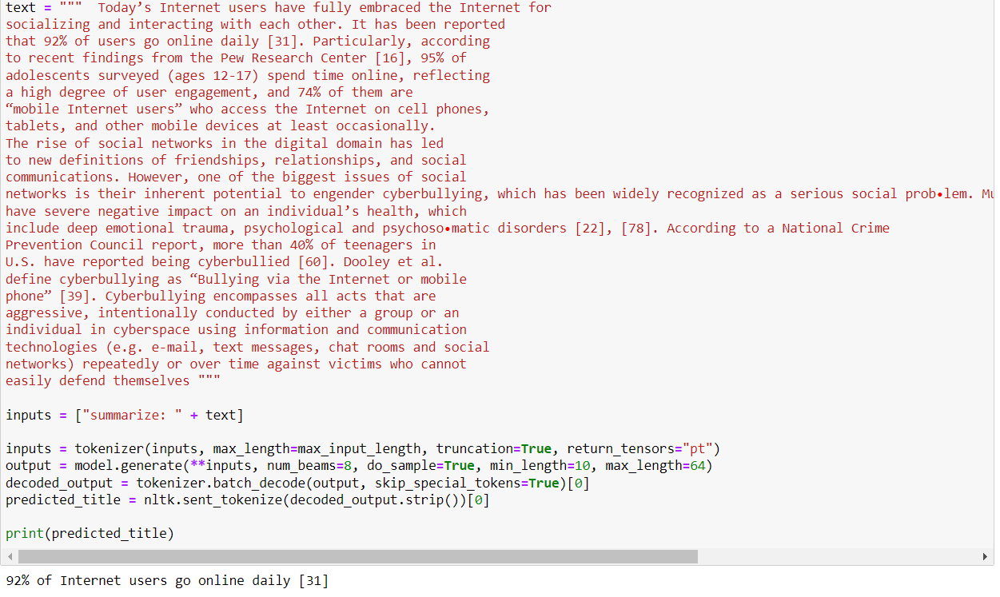 text = """  Today’s Internet users have fully embraced the Internet for
socializing and interacting with each other. It has been reported
that 92% of users go online daily [31]. Particularly, according
to recent findings from the Pew Research Center [16], 95% of
adolescents surveyed (ages 12-17) spend time online, reflecting
a high degree of user engagement, and 74% of them are
“mobile Internet users” who access the Internet on cell phones,
tablets, and other mobile devices at least occasionally.
The rise of social networks in the digital domain has led
to new definitions of friendships, relationships, and social
communications. However, one of the biggest issues of social
networks is their inherent potential to engender cyberbullying, which has been widely recognized as a serious social prob•lem.
have severe negative impact on an individual’s health, which
include deep emotional trauma, psychological and psychoso•matic disorders [22], [78]. According to a National Crime
Prevention Council report, more than 40% of teenagers in
U.S. have reported being cyberbullied [60]. Dooley et al.
define cyberbullying as “Bullying via the Internet or mobile
phone” [39]. Cyberbullying encompasses all acts that are
aggressive, intentionally conducted by either a group or an
individual in cyberspace using information and communication
technologies (e.g. e-mail, text messages, chat rooms and social
networks) repeatedly or over time against victims who cannot
easily defend themselves """
inputs = ["summarize: " + text]
inputs = tokenizer(inputs, max_length=max_input_length, truncation=True, return_tensors="pt")
output = model.generate(**inputs, num_beams=8, do_sample=True, min_length=10, max_length=64)
decoded_output = tokenizer.batch_decode(output, skip_special_tokens=True)[0]
predicted_title = nltk.sent_tokenize(decoded_output.strip())[0]
print(predicted_title)
92% of Internet users go online daily [31]